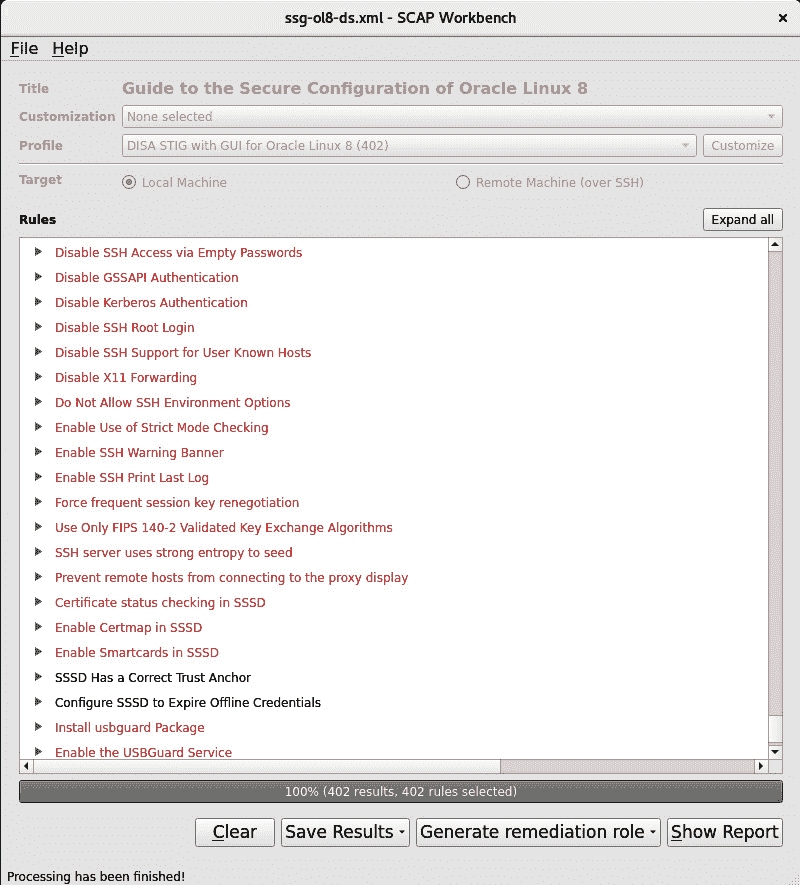 ssg-ol8-ds.xml - SCAP Workbench
File Help
Title Guide to the Secure Configuration of Oracle Linux 8
Customization None selected
Profile DISA STIG with GUI for Oracle Linux 8 (402) Customize
Target Local Machine Remote Machine (over SSH)
Rules Expand all
Disable SSH Access via Empty Passwords
Disable GSSAPI Authentication
Disable Kerberos Authentication
Disable SSH Root Login
Disable SSH Support for User Known Hosts
Disable X11 Forwarding
Do Not Allow SSH Environment Options
Enable Use of Strict Mode Checking
Enable SSH Warning Banner
Enable SSH Print Last Log
Force frequent session key renegotiation
Use Only FIPS 140-2 Validated Key Exchange Algorithms
SSH server uses strong entropy to seed
Prevent remote hosts from connecting to the proxy display
Certificate status checking in SSSD
Enable Certmap in SSSD
Enable Smartcards in SSSD
SSSD Has a Correct Trust Anchor
Configure SSSD to Expire Offline Credentials
Install usbguard Package
Enable the USBGuard Service
100% (402 results, 402 rules selected)
Clear Save Results Generate remediation role Show Report
Processing has been finished!